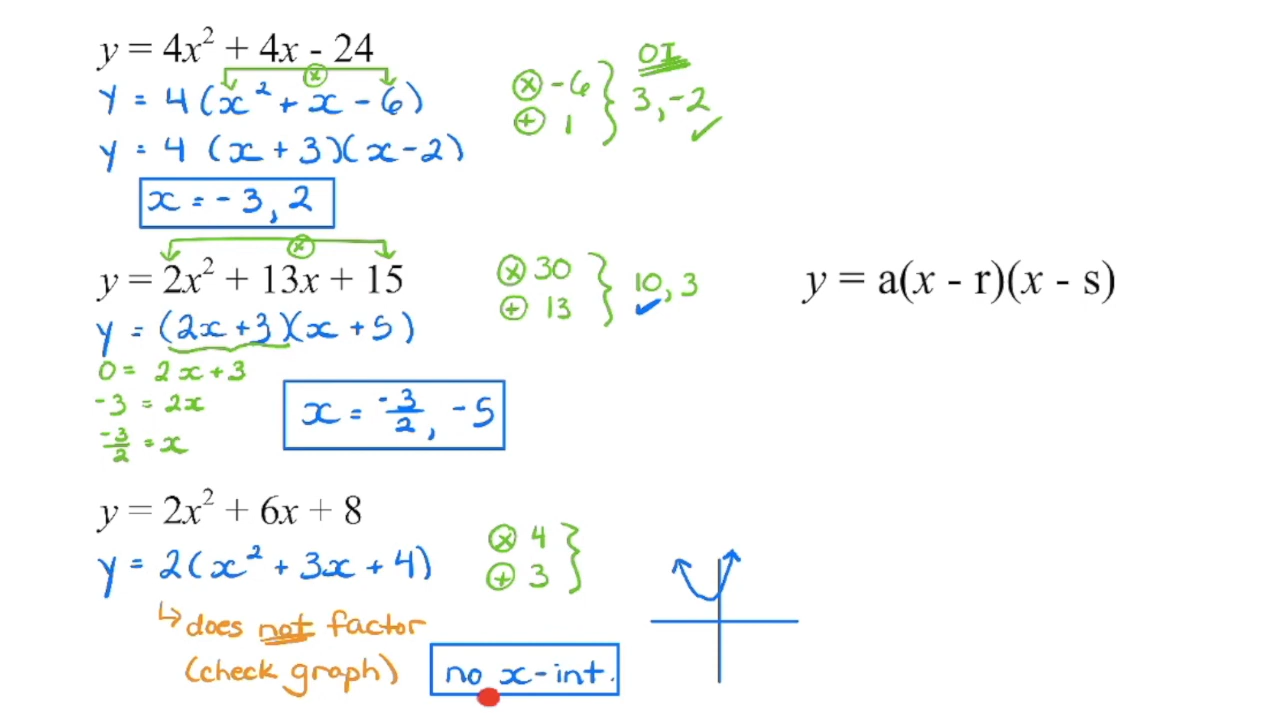 y = 4x² + 4x - 24
y = 4(x² + x - 6)
y = 4 (x + 3)(x - 2)
x = -3, 2
ⓧ -6
⊕ 1
OI
3, -2 ✓
ⓧ
y = 2x² + 13x + 15
y = (2x + 3)(x + 5)
0 = 2x + 3
-3 = 2x
-3/2 = x
x = -3/2, -5
ⓧ
ⓧ 30
⊕ 13
10, 3 ✓
y = a(x - r)(x - s)
y = 2x² + 6x + 8
y = 2(x² + 3x + 4)
ⓧ 4
⊕ 3
↳ does not factor
(check graph)
no x-int.